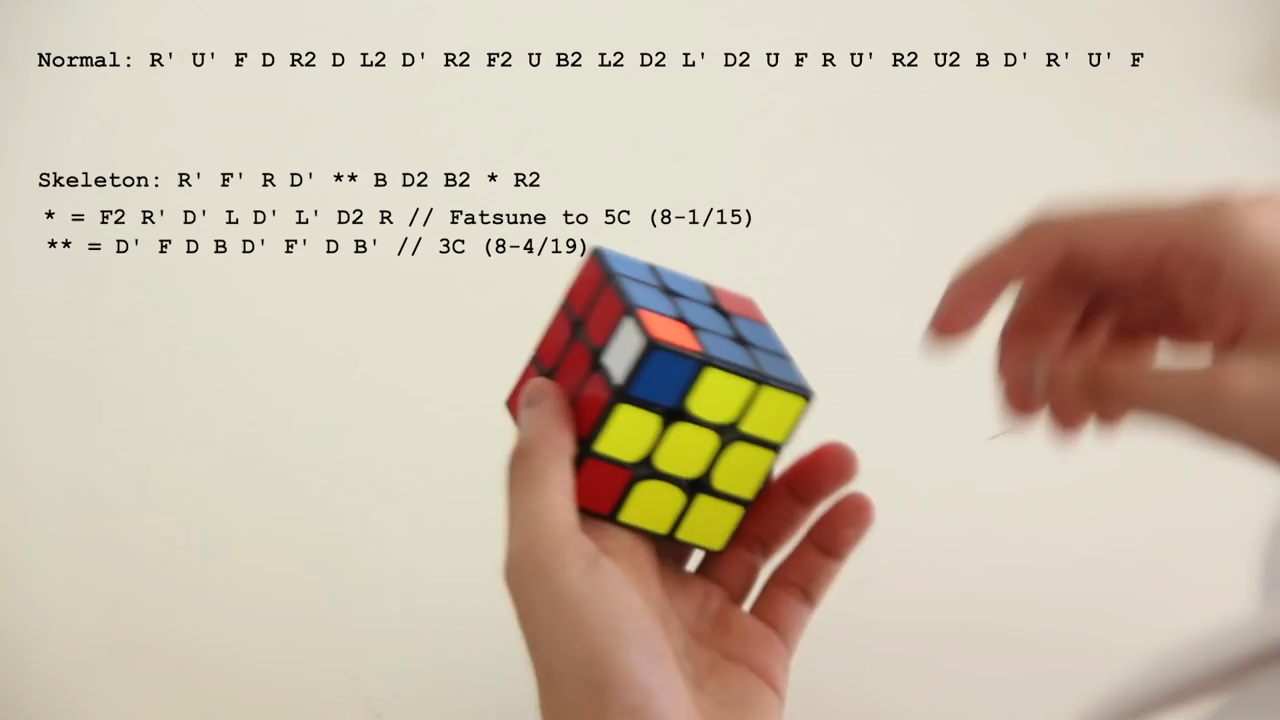 Normal: R' U' F D R2 D L2 D' R2 F2 U B2 L2 D2 L' D2 U F R U' R2 U2 B D' R' U' F
Skeleton: R' F' R D' ** B D2 B2 * R2
* = F2 R' D' L D' L' D2 R // Fatsune to 5C (8-1/15)
** = D' F D B D' F' D B' // 3C (8-4/19)